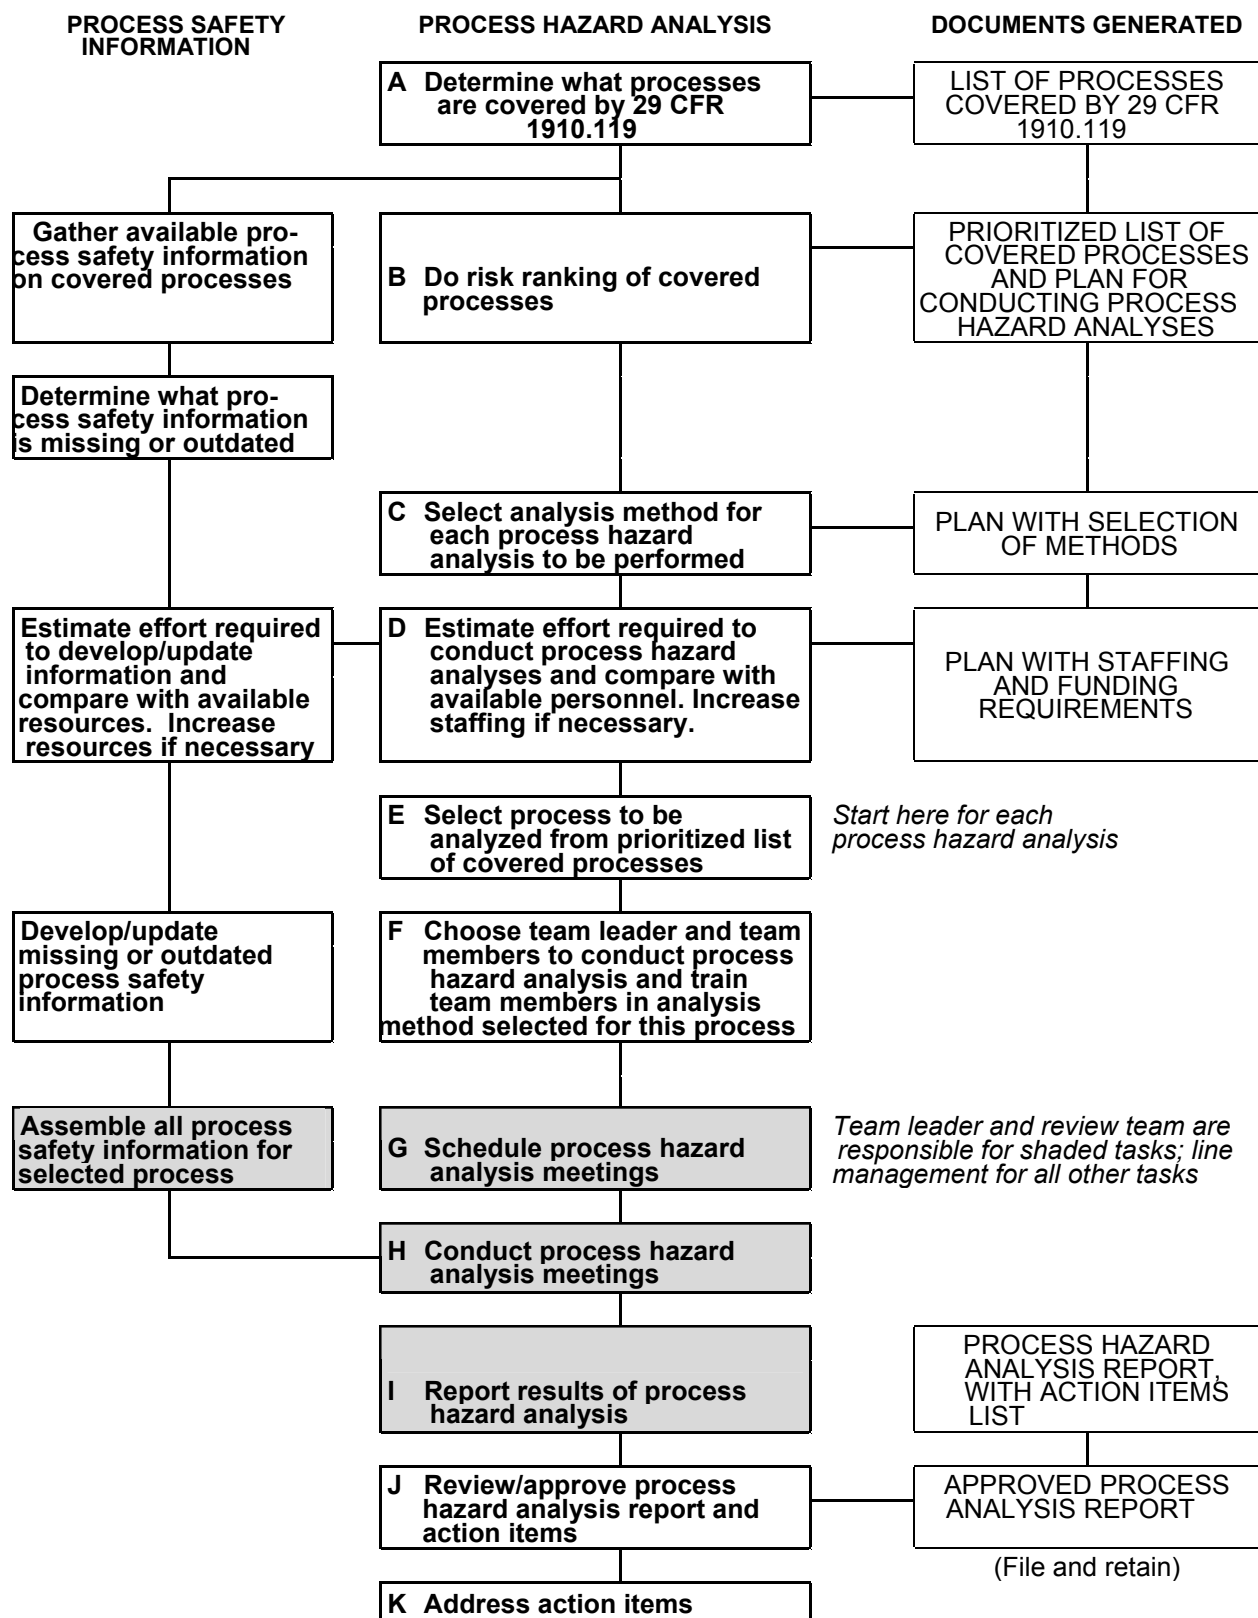 PROCESS SAFETY
INFORMATION
PROCESS HAZARD ANALYSIS
DOCUMENTS GENERATED
A Determine what processes
are covered by 29 CFR
1910.119
LIST OF PROCESSES
COVERED BY 29 CFR
1910.119
Gather available pro-
cess safety information
on covered processes
B Do risk ranking of covered
processes
PRIORITIZED LIST OF
COVERED PROCESSES
AND PLAN FOR
CONDUCTING PROCESS
HAZARD ANALYSES
Determine what pro-
cess safety information
is missing or outdated
C Select analysis method for
each process hazard
analysis to be performed
PLAN WITH SELECTION
OF METHODS
Estimate effort required
to develop/update
information and
compare with available
resources. Increase
resources if necessary
D Estimate effort required to
conduct process hazard
analyses and compare with
available personnel. Increase
staffing if necessary.
PLAN WITH STAFFING
AND FUNDING
REQUIREMENTS
E Select process to be
analyzed from prioritized list
of covered processes
Start here for each
process hazard analysis
Develop/update
missing or outdated
process safety
information
F Choose team leader and team
members to conduct process
hazard analysis and train
team members in analysis
method selected for this process
Assemble all process
safety information for
selected process
G Schedule process hazard
analysis meetings
Team leader and review team are
responsible for shaded tasks; line
management for all other tasks
H Conduct process hazard
analysis meetings
I Report results of process
hazard analysis
PROCESS HAZARD
ANALYSIS REPORT,
WITH ACTION ITEMS
LIST
J Review/approve process
hazard analysis report and
action items
APPROVED PROCESS
ANALYSIS REPORT
(File and retain)
K Address action items